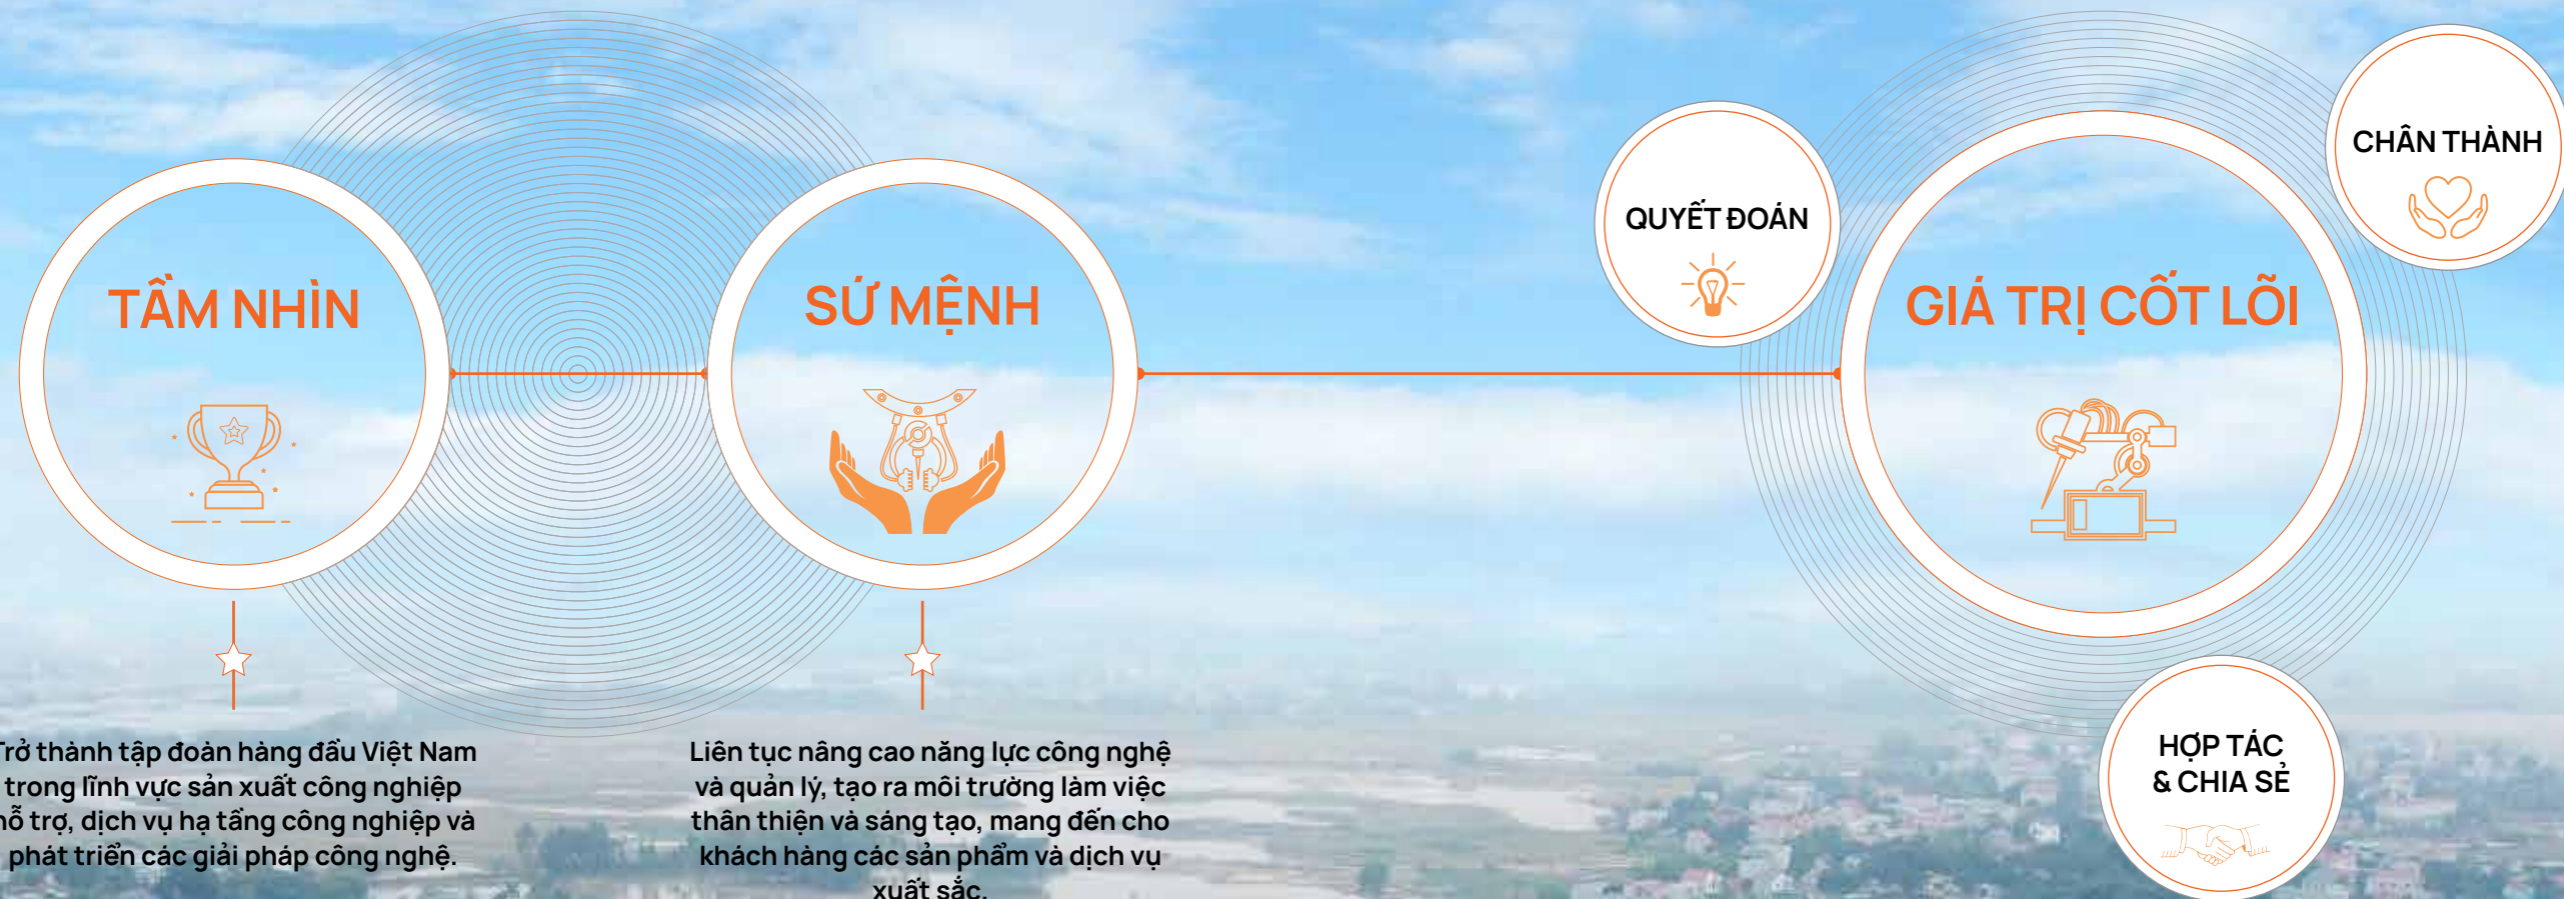 TẦM NHÌN
Trở thành tập đoàn hàng đầu Việt Nam
trong lĩnh vực sản xuất công nghiệp
hỗ trợ, dịch vụ hạ tầng công nghiệp và
phát triển các giải pháp công nghệ.
SỨ MỆNH
Liên tục nâng cao năng lực công nghệ
và quản lý, tạo ra môi trường làm việc
thân thiện và sáng tạo, mang đến cho
khách hàng các sản phẩm và dịch vụ
xuất sắc.
GIÁ TRỊ CỐT LÕI
QUYẾT ĐOÁN
CHÂN THÀNH
HỢP TÁC
& CHIA SẺ